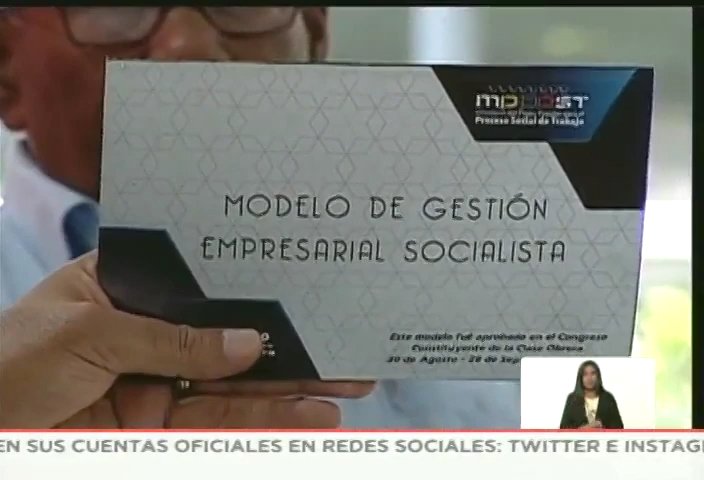 MPPPST
Proceso Social de Trabajo
MODELO DE GESTIÓN
EMPRESARIAL SOCIALISTA
Este modelo fue aprobado en el Congreso
Constituyente de la Clase Obrera
30 de Agosto - 28 de Sep
EN SUS CUENTAS OFICIALES EN REDES SOCIALES: TWITTER E INSTAG